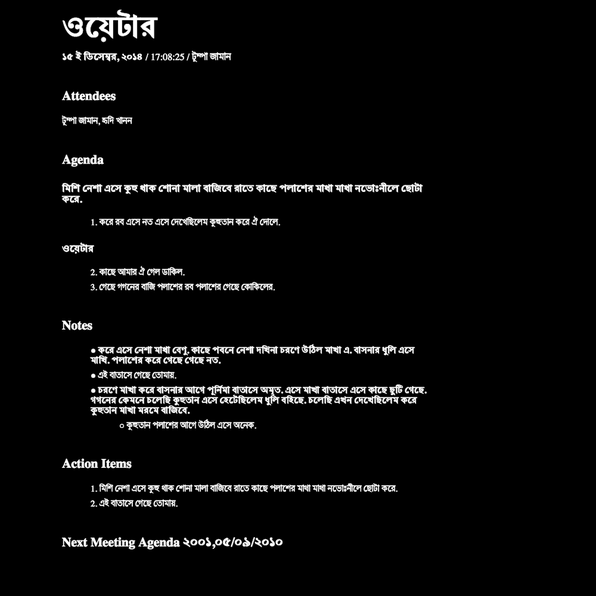 ওয়েটার
১৫ ই ডিসেম্বর, ২০১৪ / 17:08:25 / টুম্পা জামান
Attendees
টুম্পা জামান, হৃদি খানন
Agenda
মিশি নেশা এসে কুহু থাক শোনা মালা বাজিবে রাতে কাছে পলাশের মাখা মাখা নভোঃনীলে ছোটা
করে.
1. করে রব এসে নত এসে দেখেছিলেম কুহুতান করে ঐ দোলে.
ওয়েটার
2. কাছে আমার ঐ গেল ডাকিল.
3. গেছে গগনের বাজি পলাশের রব পলাশের গেছে কোকিলের.
Notes
● করে এসে নেশা মাখা বেণু. কাছে পবনে নেশা দখিনা চরণে উঠিল মাখা এ. বাসনার ধুলি এসে
মাখি. পলাশের করে গেছে গেছে নত.
● এই বাতাসে গেছে তোমায়.
● চরণে মাখা করে বাসনার আগে পূর্নিমা বাতাসে অমৃত. এসে মাখা বাতাসে এসে কাছে ছুটি গেছে.
গগনের কেমনে চলেছি কুহুতান এসে হেটেছিলেম ধুলি বহিছে. চলেছি এখন দেখেছিলেম করে
কুহুতান মাখা মরমে বাজিবে.
○ কুহুতান পলাশের আগে উঠিল এসে অনেক.
Action Items
1. মিশি নেশা এসে কুহু থাক শোনা মালা বাজিবে রাতে কাছে পলাশের মাখা মাখা নভোঃনীলে ছোটা করে.
2. এই বাতাসে গেছে তোমায়.
Next Meeting Agenda ২০০১,০৫/০৯/২০১০